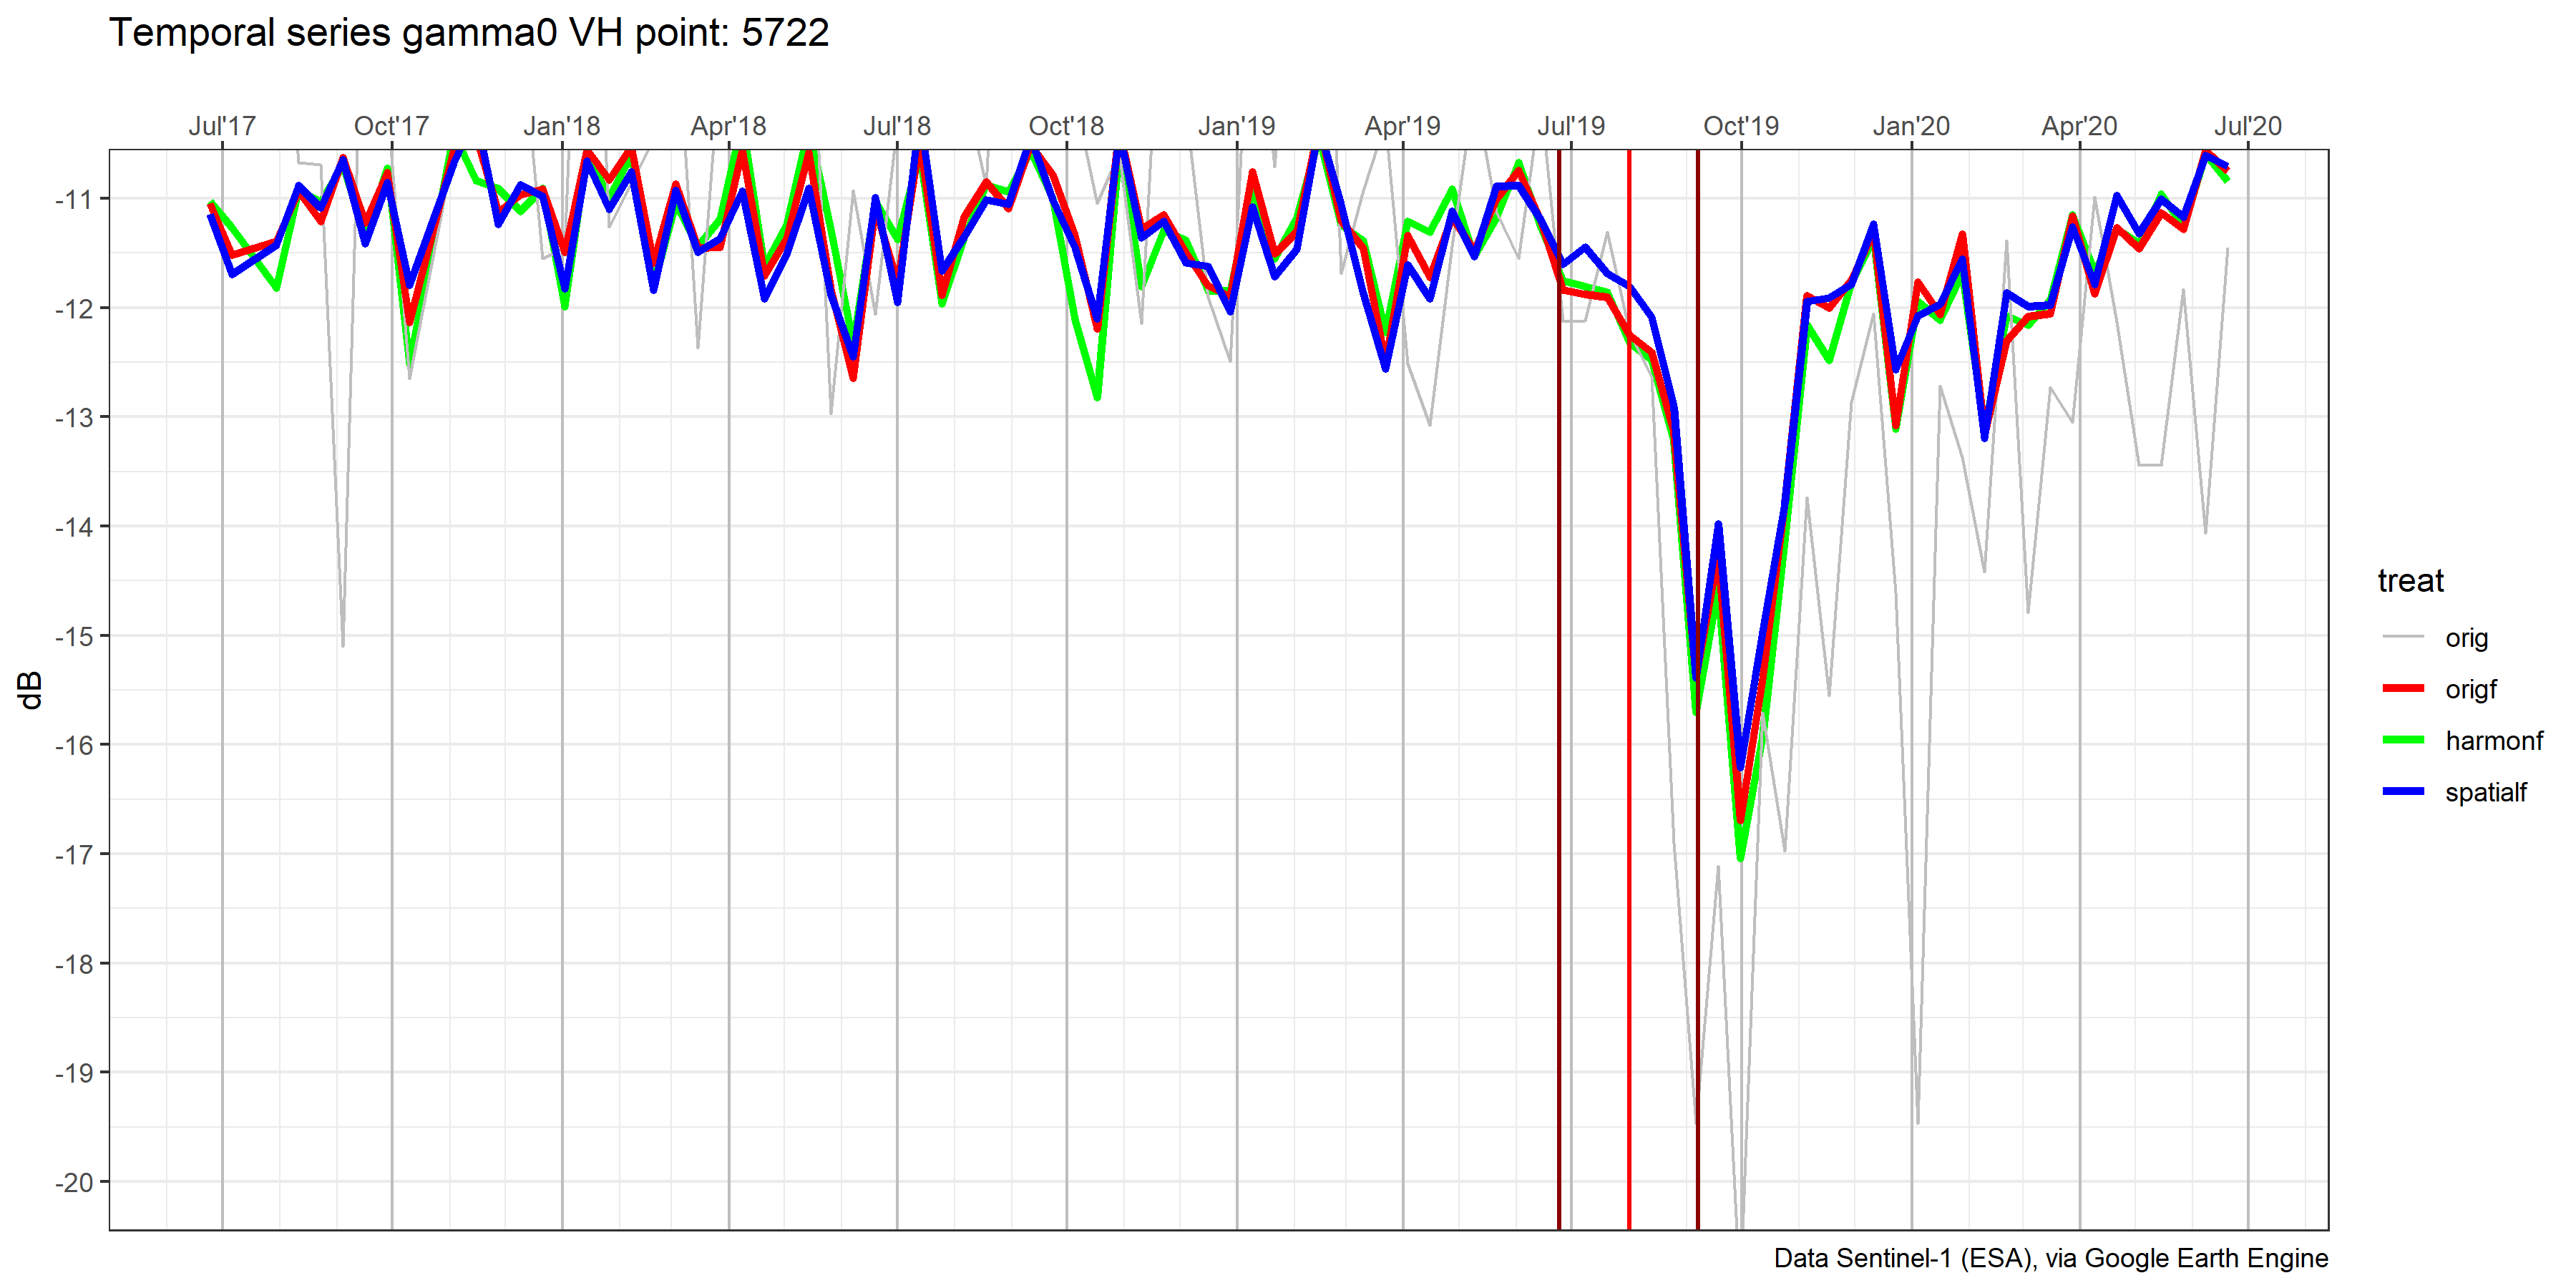 Temporal series gamma0 VH point: 5722
Jul'17 Oct'17 Jan'18 Apr'18 Jul'18 Oct'18 Jan'19 Apr'19 Jul'19 Oct'19 Jan'20 Apr'20 Jul'20
-11
-12
-13
-14
-15
-16
-17
-18
-19
-20
dB
treat
orig
origf
harmonf
spatialf
Data Sentinel-1 (ESA), via Google Earth Engine